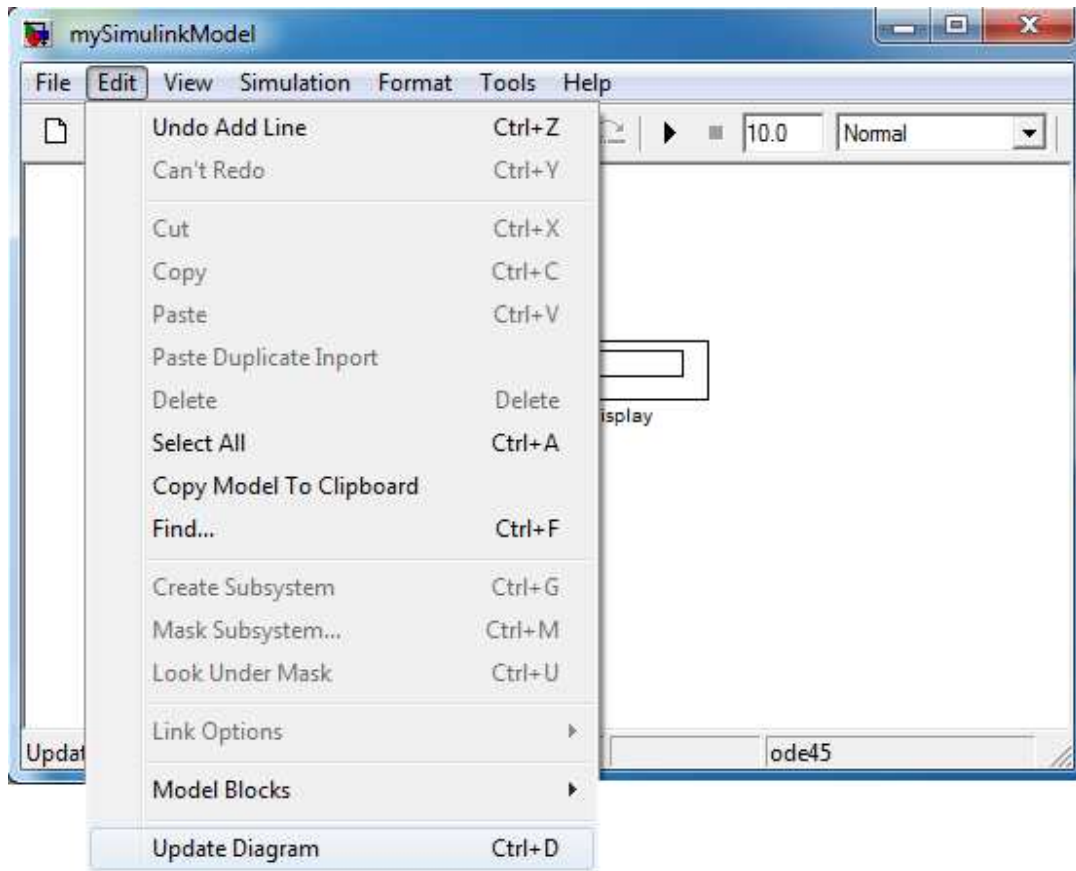 mySimulinkModel
File Edit View Simulation Format Tools Help
10.0 Normal
Undo Add Line Ctrl+Z
Can't Redo Ctrl+Y
Cut Ctrl+X
Copy Ctrl+C
Paste Ctrl+V
Paste Duplicate Inport
Delete Delete
isplay
Select All Ctrl+A
Copy Model To Clipboard
Find... Ctrl+F
Create Subsystem Ctrl+G
Mask Subsystem... Ctrl+M
Look Under Mask Ctrl+U
Link Options
Updat ode45
Model Blocks
Update Diagram Ctrl+D